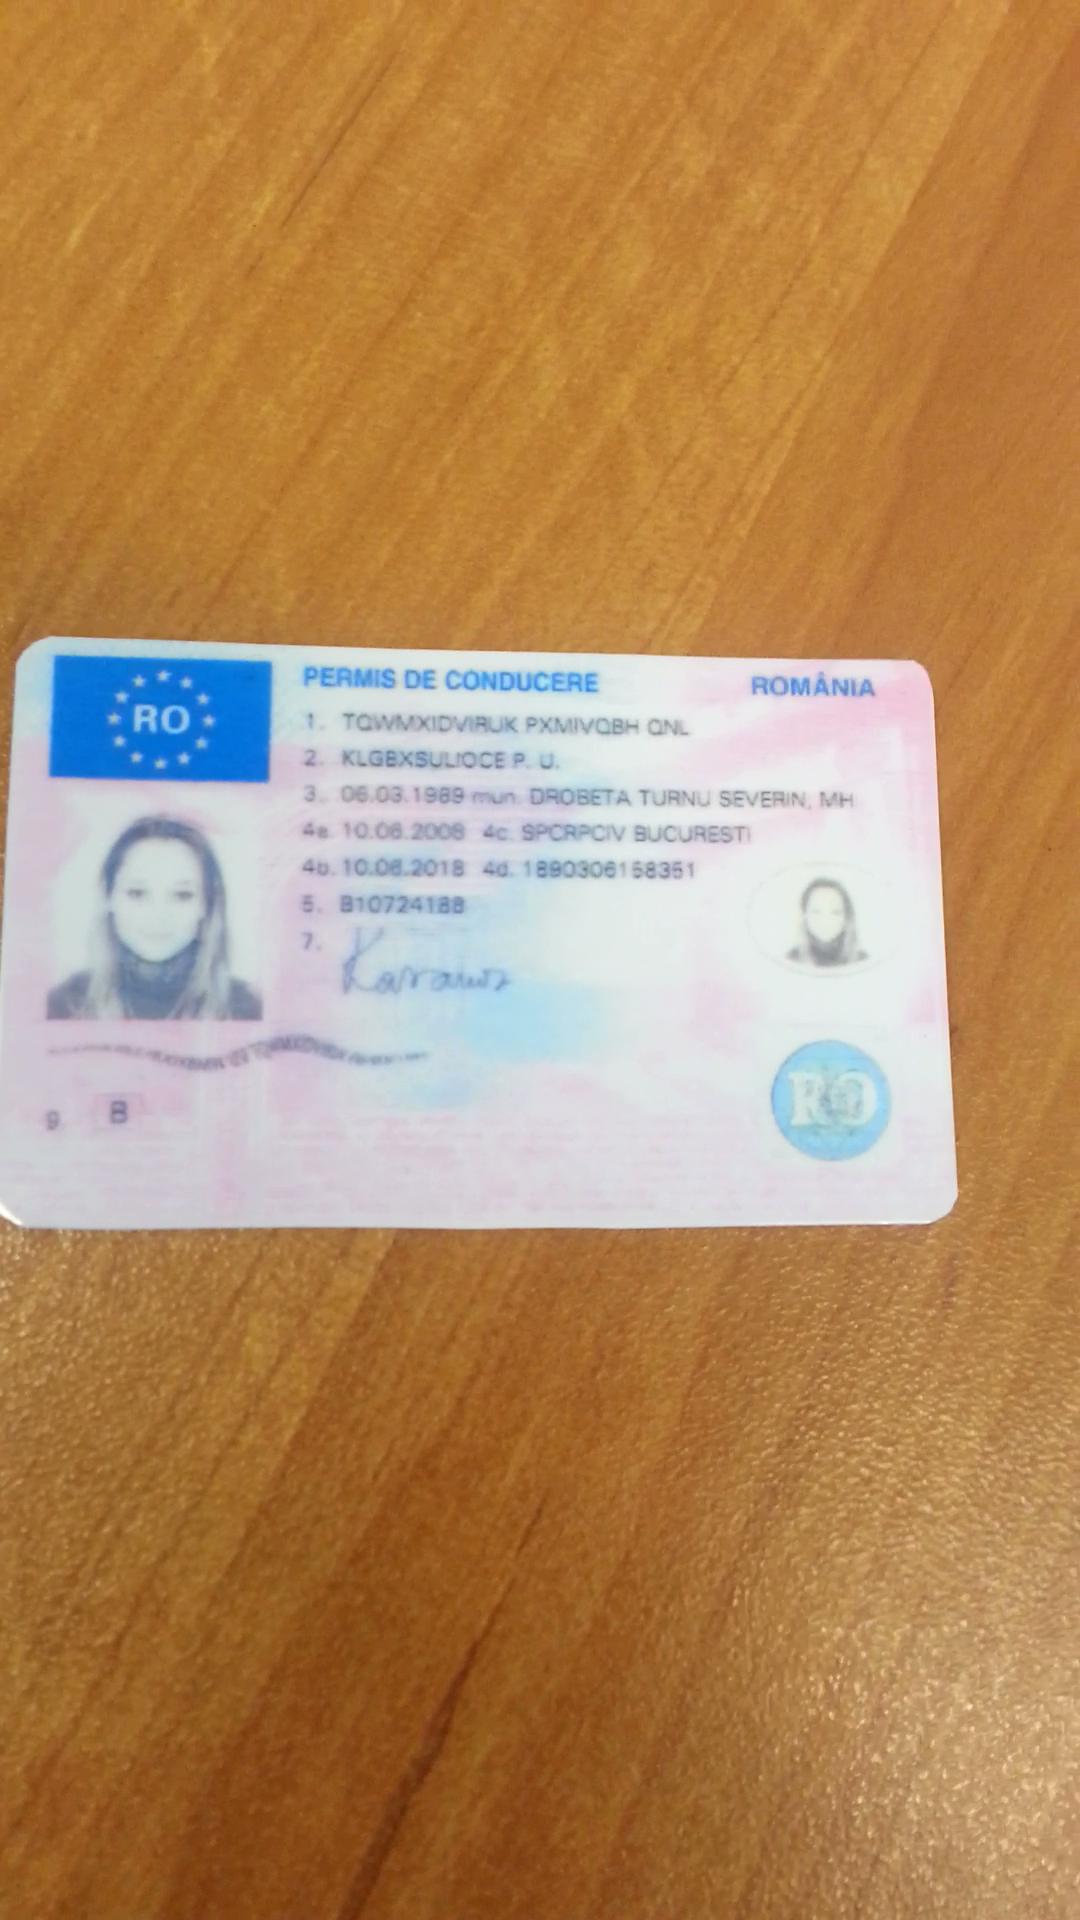 RO
PERMIS DE CONDUCERE ROMÂNIA
1. TQWMXIDVIRUK PXMIVQBH QNL
2. KLGBXSULIOCE P. U.
3. 06.03.1989 mun. DROBETA TURNU SEVERIN, MH
4a. 10.06.2008 4c. SPCRPCIV BUCURESTI
4b. 10.06.2018 4d. 1890306158351
5. B10724188
7.
9. B
RO